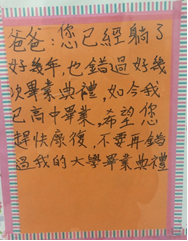 爸爸:您已經躺了
好幾年,也錯過好幾
次畢業典禮,如今我
已高中畢業,希望您
趕快康復,不要再錯
過我的大學畢業典禮